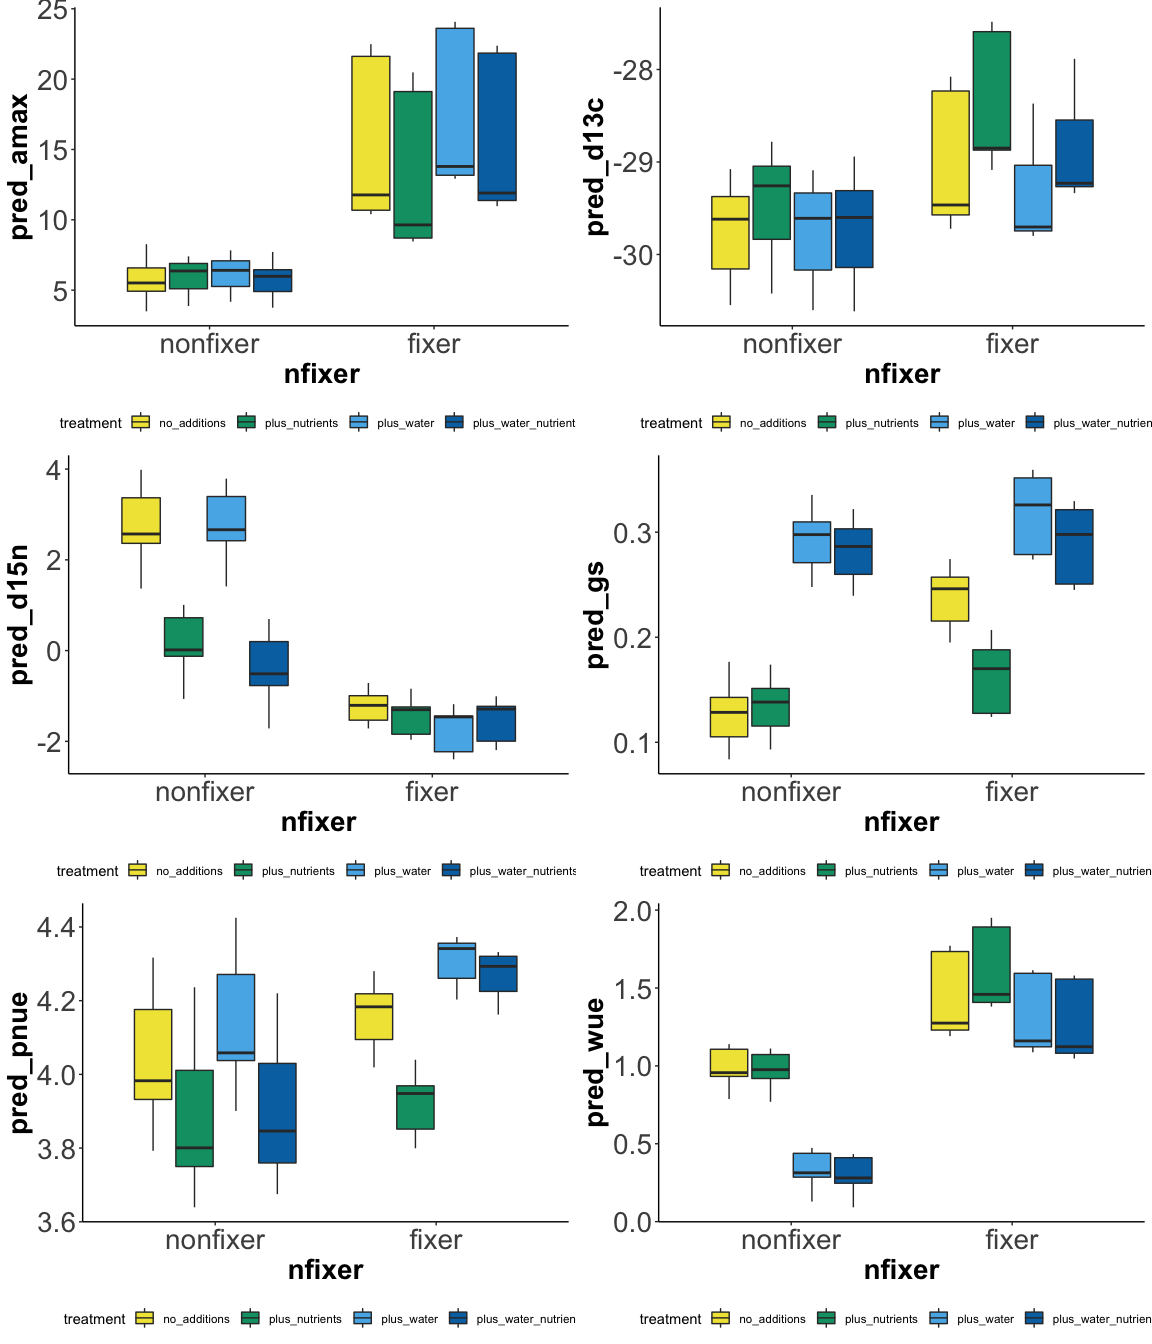 25
20
15
10
5
pred_amax
nonfixer fixer
nfixer
treatment no_additions plus_nutrients plus_water plus_water_nutrient
-28
-29
-30
pred_d13c
nonfixer fixer
nfixer
treatment no_additions plus_nutrients plus_water plus_water_nutrien
4
2
0
-2
pred_d15n
nonfixer fixer
nfixer
treatment no_additions plus_nutrients plus_water plus_water_nutrients
0.3
0.2
0.1
pred_gs
nonfixer fixer
nfixer
treatment no_additions plus_nutrients plus_water plus_water_nutrien
4.4
4.2
4.0
3.8
3.6
pred_pnue
nonfixer fixer
nfixer
treatment no_additions plus_nutrients plus_water plus_water_nutrien
2.0
1.5
1.0
0.5
0.0
pred_wue
nonfixer fixer
nfixer
treatment no_additions plus_nutrients plus_water plus_water_nutrien